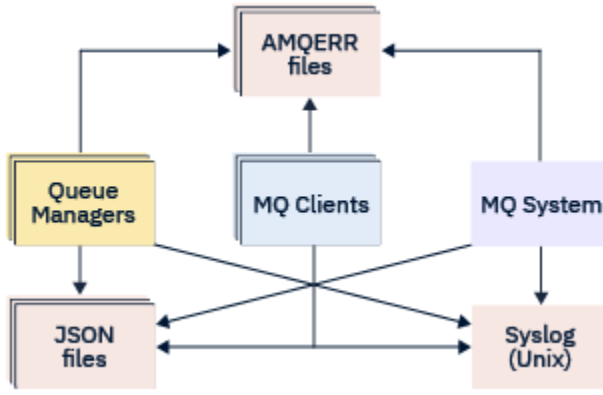 AMQERR
files
Queue
Managers
MQ Clients
MQ System
JSON
files
Syslog
(Unix)